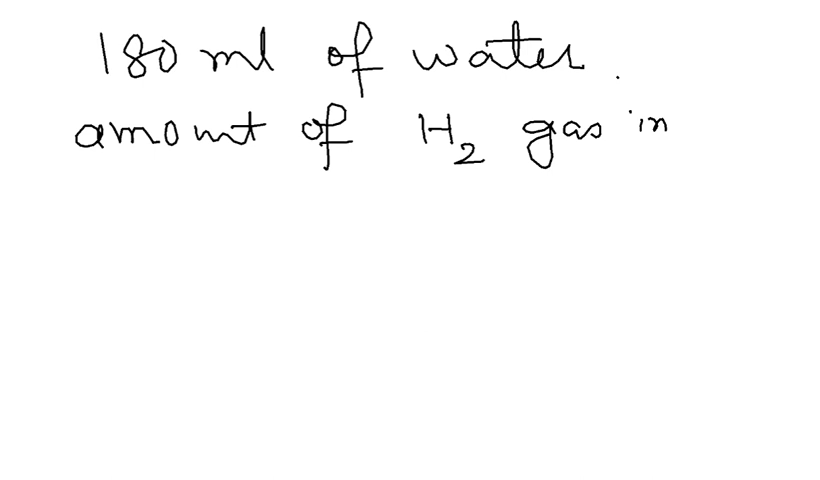 180 ml of water.
amount of H₂ gas in